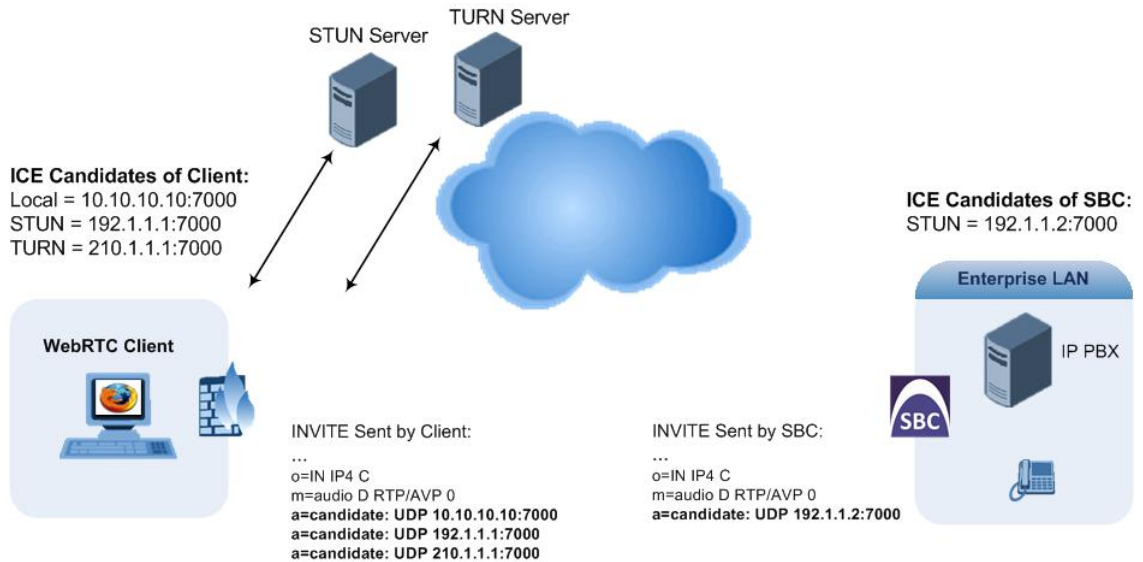 TURN Server
STUN Server
ICE Candidates of Client:
Local = 10.10.10.10:7000
STUN = 192.1.1.1:7000
TURN = 210.1.1.1:7000
ICE Candidates of SBC:
STUN = 192.1.1.2:7000
Enterprise LAN
WebRTC Client
IP PBX
SBC
INVITE Sent by Client:
...
o=IN IP4 C
m=audio D RTP/AVP 0
a=candidate: UDP 10.10.10.10:7000
a=candidate: UDP 192.1.1.1:7000
a=candidate: UDP 210.1.1.1:7000
INVITE Sent by SBC:
...
o=IN IP4 C
m=audio D RTP/AVP 0
a=candidate: UDP 192.1.1.2:7000